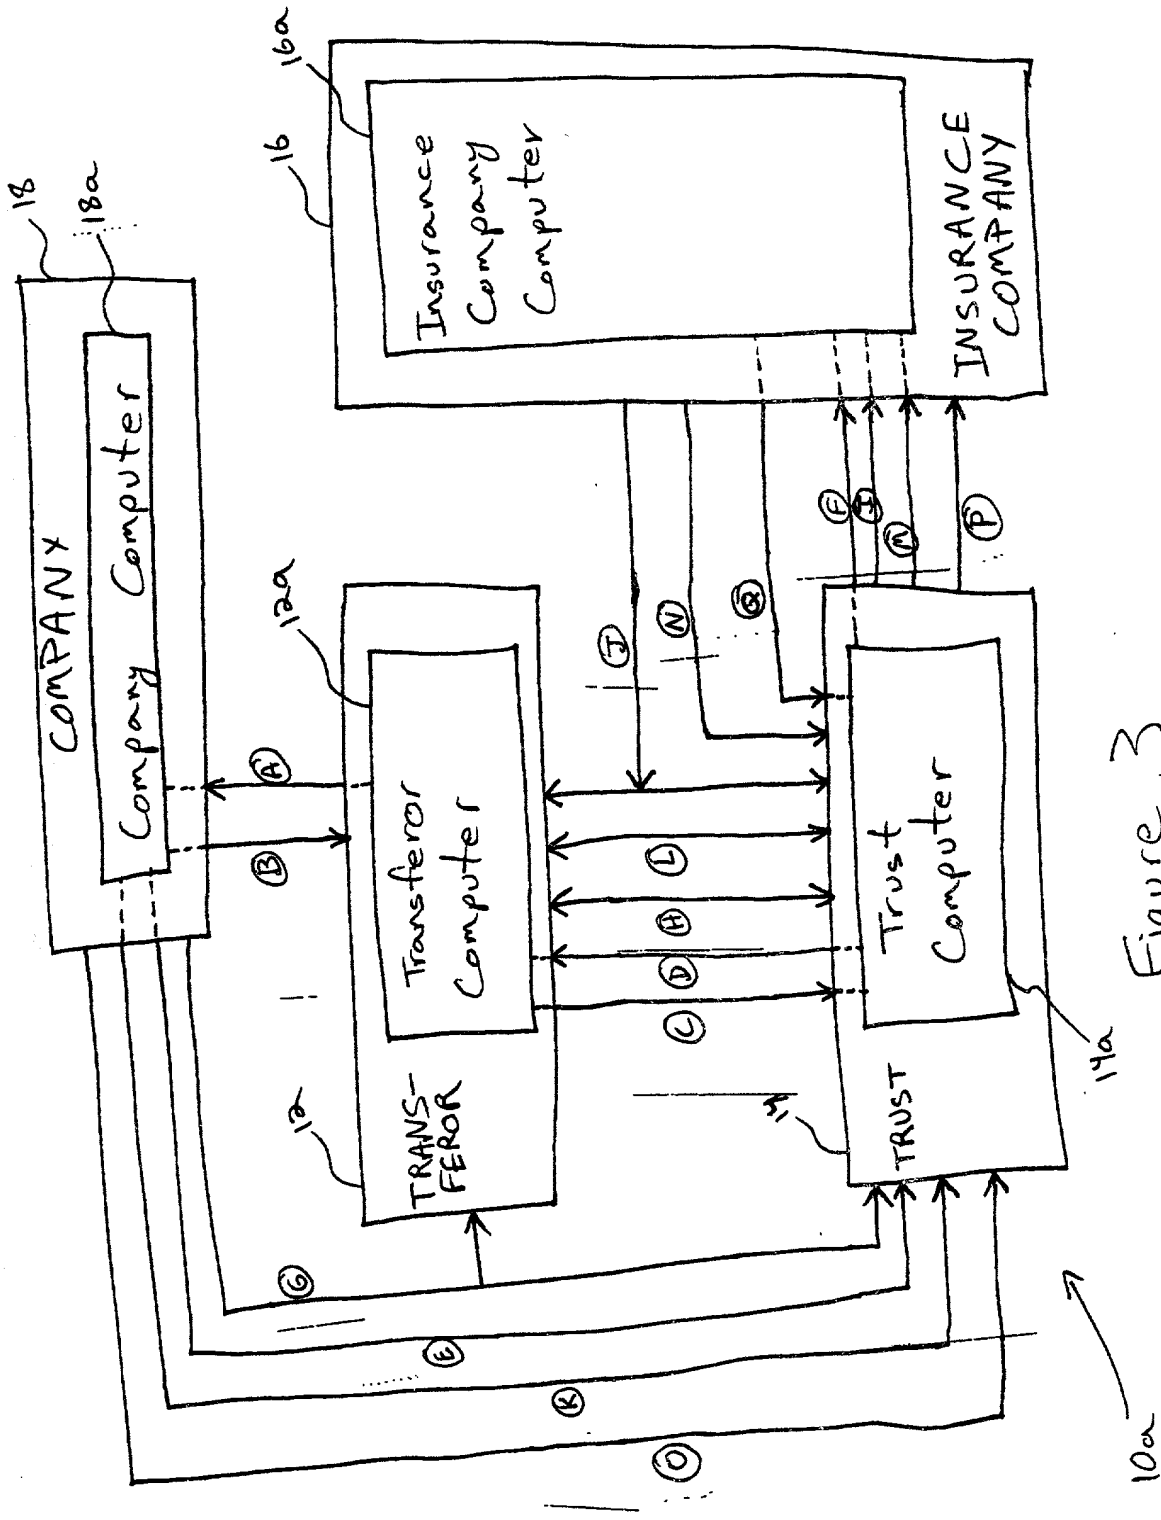 18
18a
COMPANY
Company Computer
16
16a
Insurance
Company
Computer
INSURANCE
COMPANY
A
B
12
12a
TRANS-
FEROR
Transferor
Computer
J
N
Q
F
I
M
P
L
H
D
C
G
E
K
O
14
TRUST
Trust
Computer
14a
10a
Figure 3